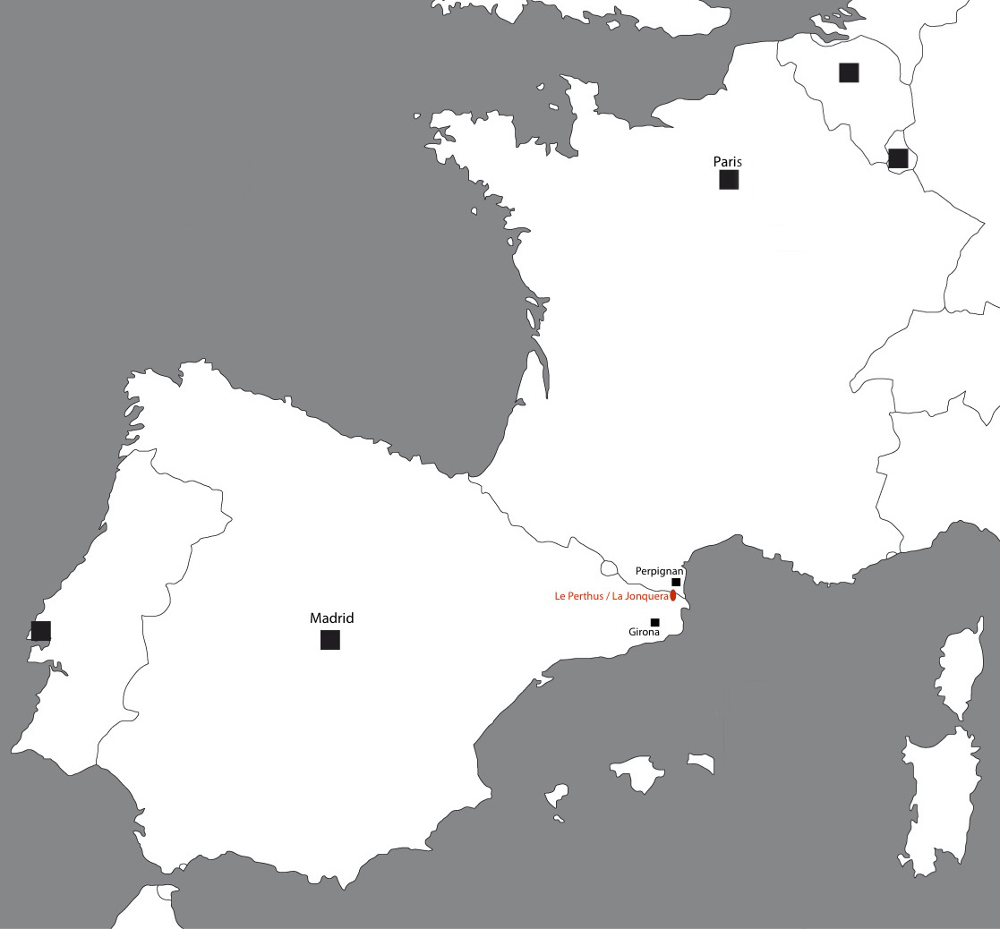 Paris
Perpignan
Le Perthus / La Jonquera
Madrid
Girona